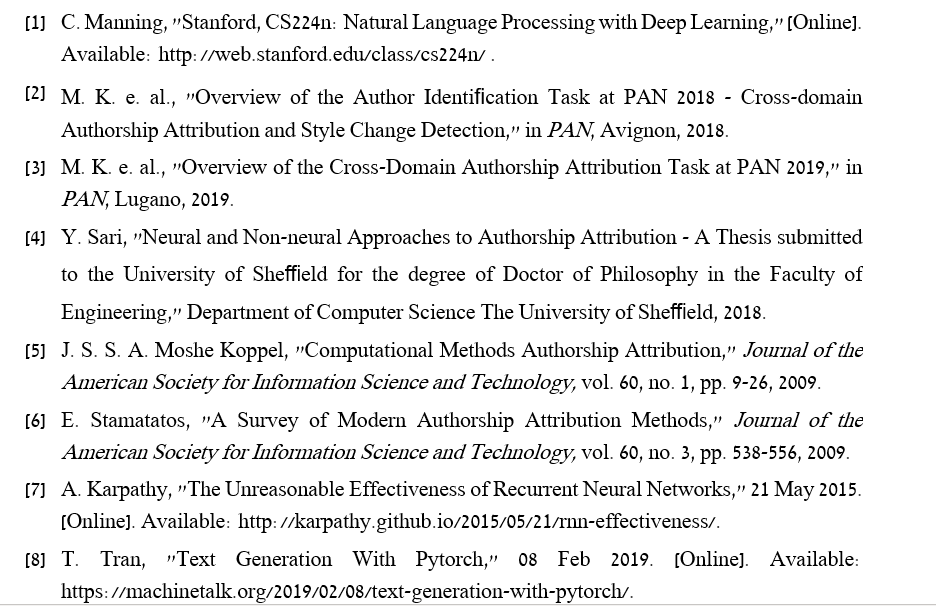 [1] C. Manning, "Stanford, CS224n: Natural Language Processing with Deep Learning," [Online].
Available: http://web.stanford.edu/class/cs224n/ .
[2] M. K. e. al., "Overview of the Author Identification Task at PAN 2018 - Cross-domain
Authorship Attribution and Style Change Detection," in PAN, Avignon, 2018.
[3] M. K. e. al., "Overview of the Cross-Domain Authorship Attribution Task at PAN 2019," in
PAN, Lugano, 2019.
[4] Y. Sari, "Neural and Non-neural Approaches to Authorship Attribution - A Thesis submitted
to the University of Sheffield for the degree of Doctor of Philosophy in the Faculty of
Engineering," Department of Computer Science The University of Sheffield, 2018.
[5] J. S. S. A. Moshe Koppel, "Computational Methods Authorship Attribution," Journal of the
American Society for Information Science and Technology, vol. 60, no. 1, pp. 9-26, 2009.
[6] E. Stamatatos, "A Survey of Modern Authorship Attribution Methods," Journal of the
American Society for Information Science and Technology, vol. 60, no. 3, pp. 538-556, 2009.
[7] A. Karpathy, "The Unreasonable Effectiveness of Recurrent Neural Networks," 21 May 2015.
[Online]. Available: http://karpathy.github.io/2015/05/21/rnn-effectiveness/.
[8] T. Tran, "Text Generation With Pytorch," 08 Feb 2019. [Online]. Available:
https://machinetalk.org/2019/02/08/text-generation-with-pytorch/.